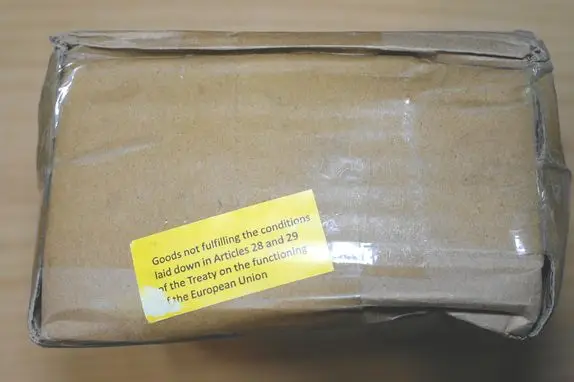 Goods not fulfilling the conditions
laid down in Articles 28 and 29
of the Treaty on the functioning
of the European Union